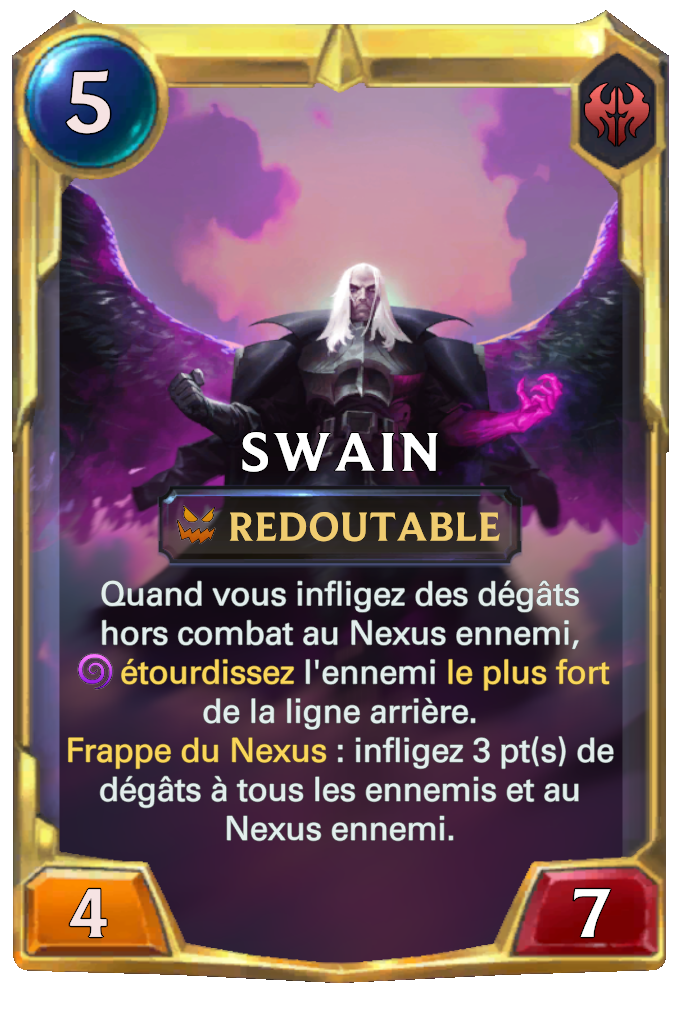 5
SWAIN
REDOUTABLE
Quand vous infligez des dégâts
hors combat au Nexus ennemi,
étourdissez l'ennemi le plus fort
de la ligne arrière.
Frappe du Nexus : infligez 3 pt(s) de
dégâts à tous les ennemis et au
Nexus ennemi.
4
7